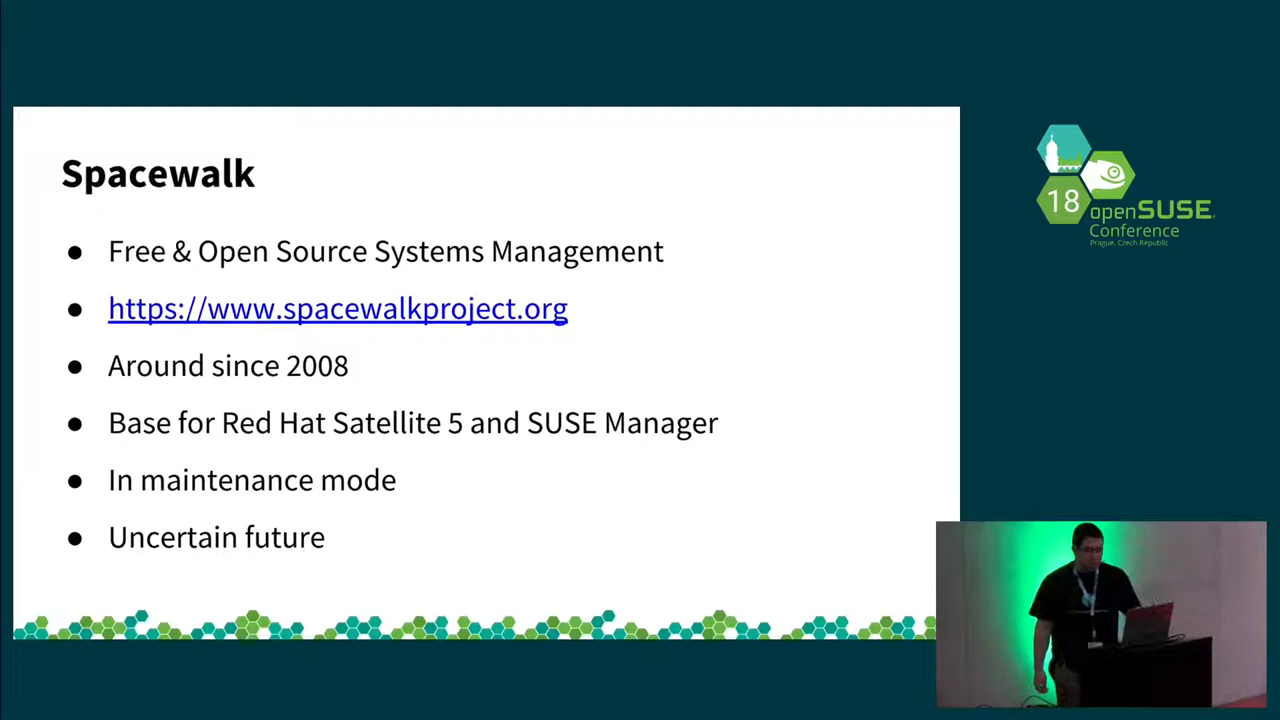 Spacewalk
● Free & Open Source Systems Management
● https://www.spacewalkproject.org
● Around since 2008
● Base for Red Hat Satellite 5 and SUSE Manager
● In maintenance mode
● Uncertain future
18
openSUSE
Conference
Prague, Czech Republic